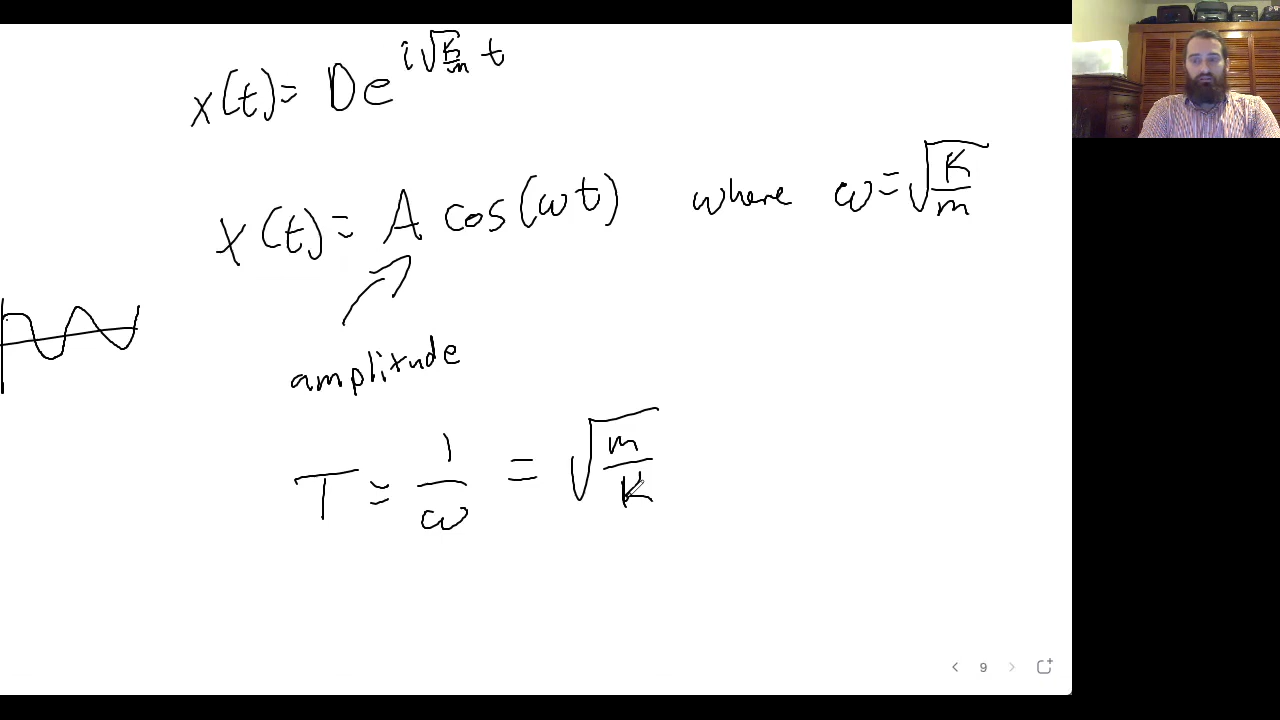 x(t) = De^{i√(k/m) t}
x(t) = A cos(ωt) where ω = √(k/m)
amplitude
T = 1/ω = √(m/k)
9